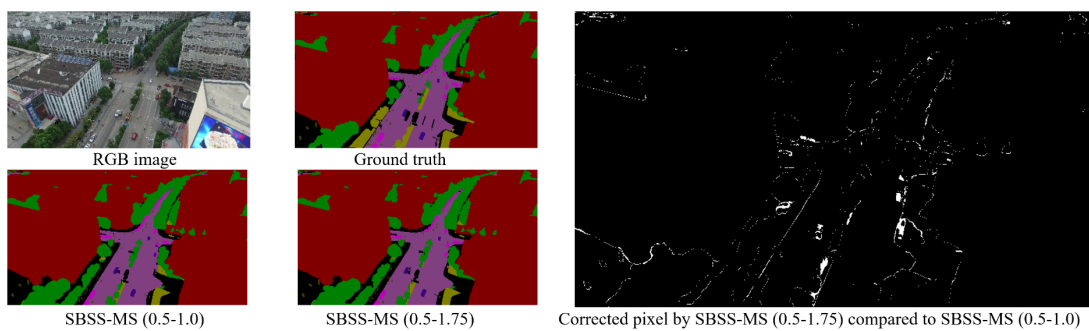 RGB image
Ground truth
SBSS-MS (0.5-1.0)
SBSS-MS (0.5-1.75)
Corrected pixel by SBSS-MS (0.5-1.75) compared to SBSS-MS (0.5-1.0)